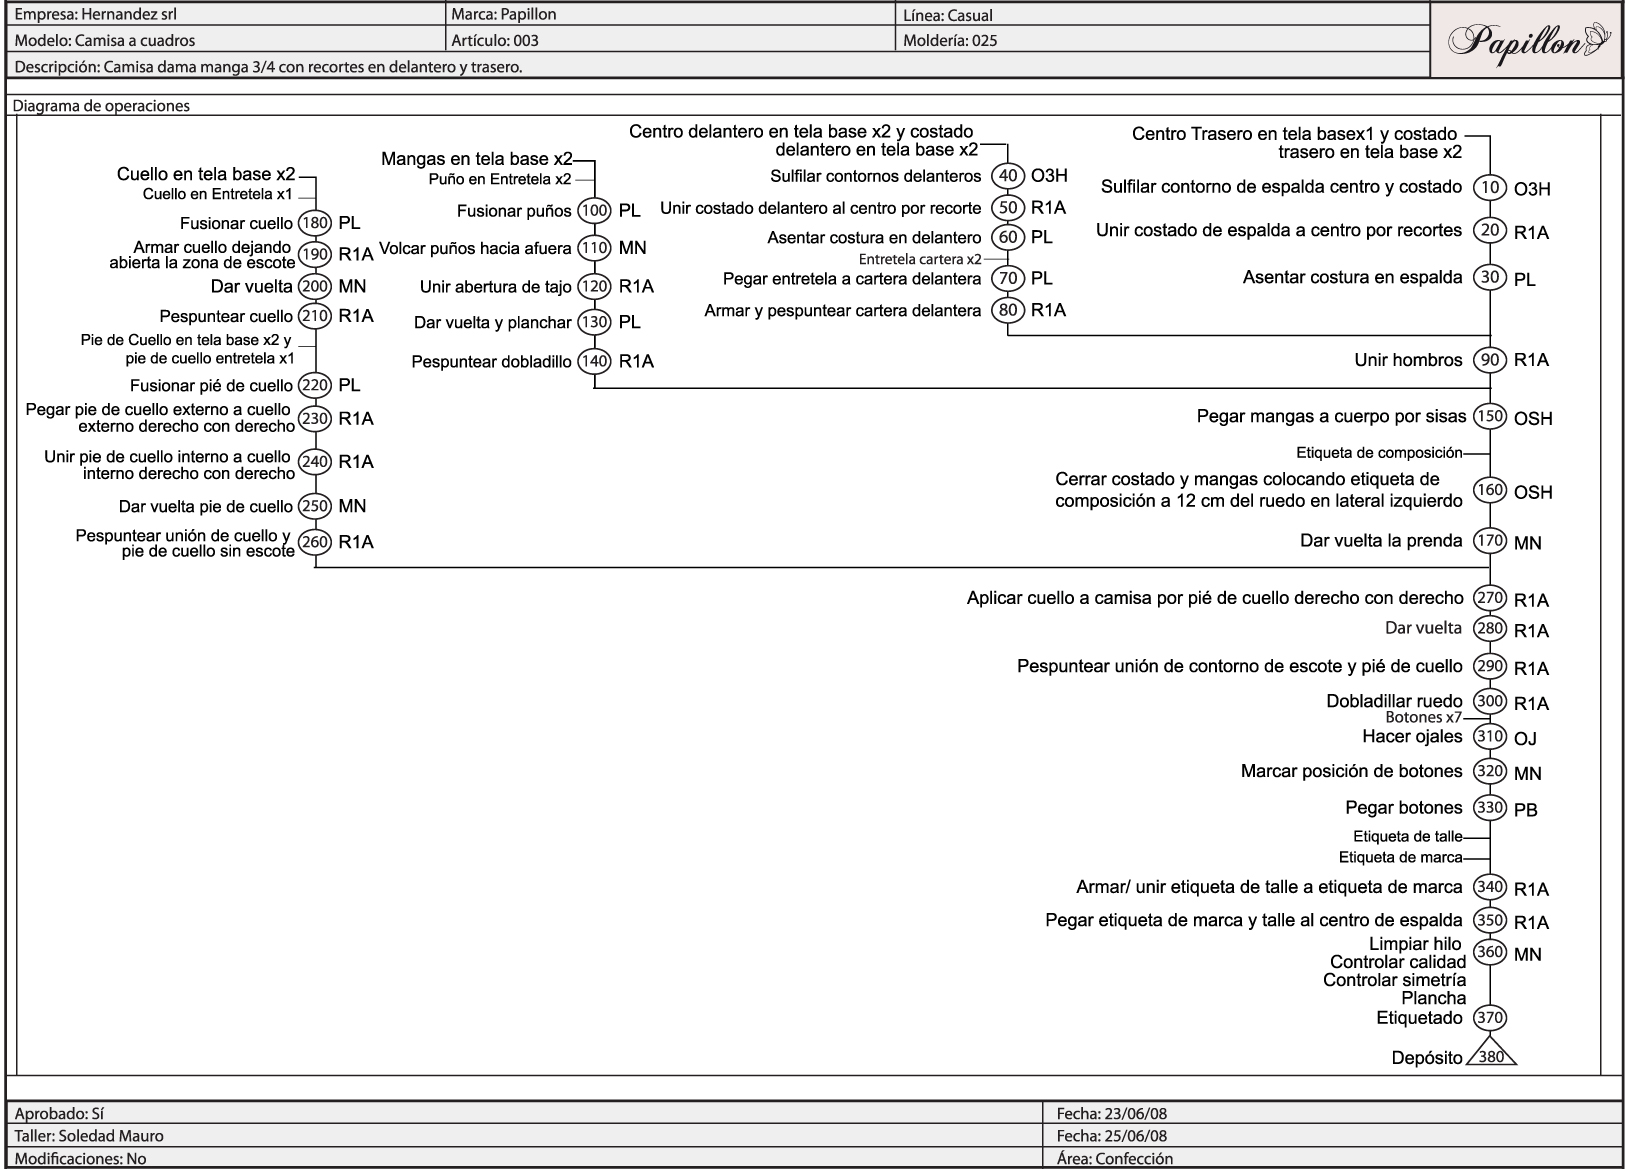 Empresa: Hernandez srl
Marca: Papillon
Línea: Casual
Modelo: Camisa a cuadros
Artículo: 003
Moldería: 025
Descripción: Camisa dama manga 3/4 con recortes en delantero y trasero.
Papillon
Diagrama de operaciones
Cuello en tela base x2
Cuello en Entretela x1
Fusionar cuello 180 PL
Armar cuello dejando
abierta la zona de escote 190 R1A
Dar vuelta 200 MN
Pespuntear cuello 210 R1A
Pie de Cuello en tela base x2 y
pie de cuello entretela x1
Fusionar pié de cuello 220 PL
Pegar pie de cuello externo a cuello
externo derecho con derecho 230 R1A
Unir pie de cuello interno a cuello
interno derecho con derecho 240 R1A
Dar vuelta pie de cuello 250 MN
Pespuntear unión de cuello y
pie de cuello sin escote 260 R1A
Mangas en tela base x2
Puño en Entretela x2
Fusionar puños 100 PL
Volcar puños hacia afuera 110 MN
Unir abertura de tajo 120 R1A
Dar vuelta y planchar 130 PL
Pespuntear dobladillo 140 R1A
Centro delantero en tela base x2 y costado
delantero en tela base x2
Sulfilar contornos delanteros 40 O3H
Unir costado delantero al centro por recorte 50 R1A
Asentar costura en delantero 60 PL
Entretela cartera x2
Pegar entretela a cartera delantera 70 PL
Armar y pespuntear cartera delantera 80 R1A
Centro Trasero en tela basex1 y costado
trasero en tela base x2
Sulfilar contorno de espalda centro y costado 10 O3H
Unir costado de espalda a centro por recortes 20 R1A
Asentar costura en espalda 30 PL
Unir hombros 90 R1A
Pegar mangas a cuerpo por sisas 150 OSH
Etiqueta de composición
Cerrar costado y mangas colocando etiqueta de
composición a 12 cm del ruedo en lateral izquierdo 160 OSH
Dar vuelta la prenda 170 MN
Aplicar cuello a camisa por pié de cuello derecho con derecho 270 R1A
Dar vuelta 280 R1A
Pespuntear unión de contorno de escote y pié de cuello 290 R1A
Dobladillar ruedo 300 R1A
Botones x7
Hacer ojales 310 OJ
Marcar posición de botones 320 MN
Pegar botones 330 PB
Etiqueta de talle
Etiqueta de marca
Armar/ unir etiqueta de talle a etiqueta de marca 340 R1A
Pegar etiqueta de marca y talle al centro de espalda 350 R1A
Limpiar hilo 360 MN
Controlar calidad
Controlar simetría
Plancha
Etiquetado 370
Depósito 380
Aprobado: Sí
Fecha: 23/06/08
Taller: Soledad Mauro
Fecha: 25/06/08
Modificaciones: No
Área: Confección